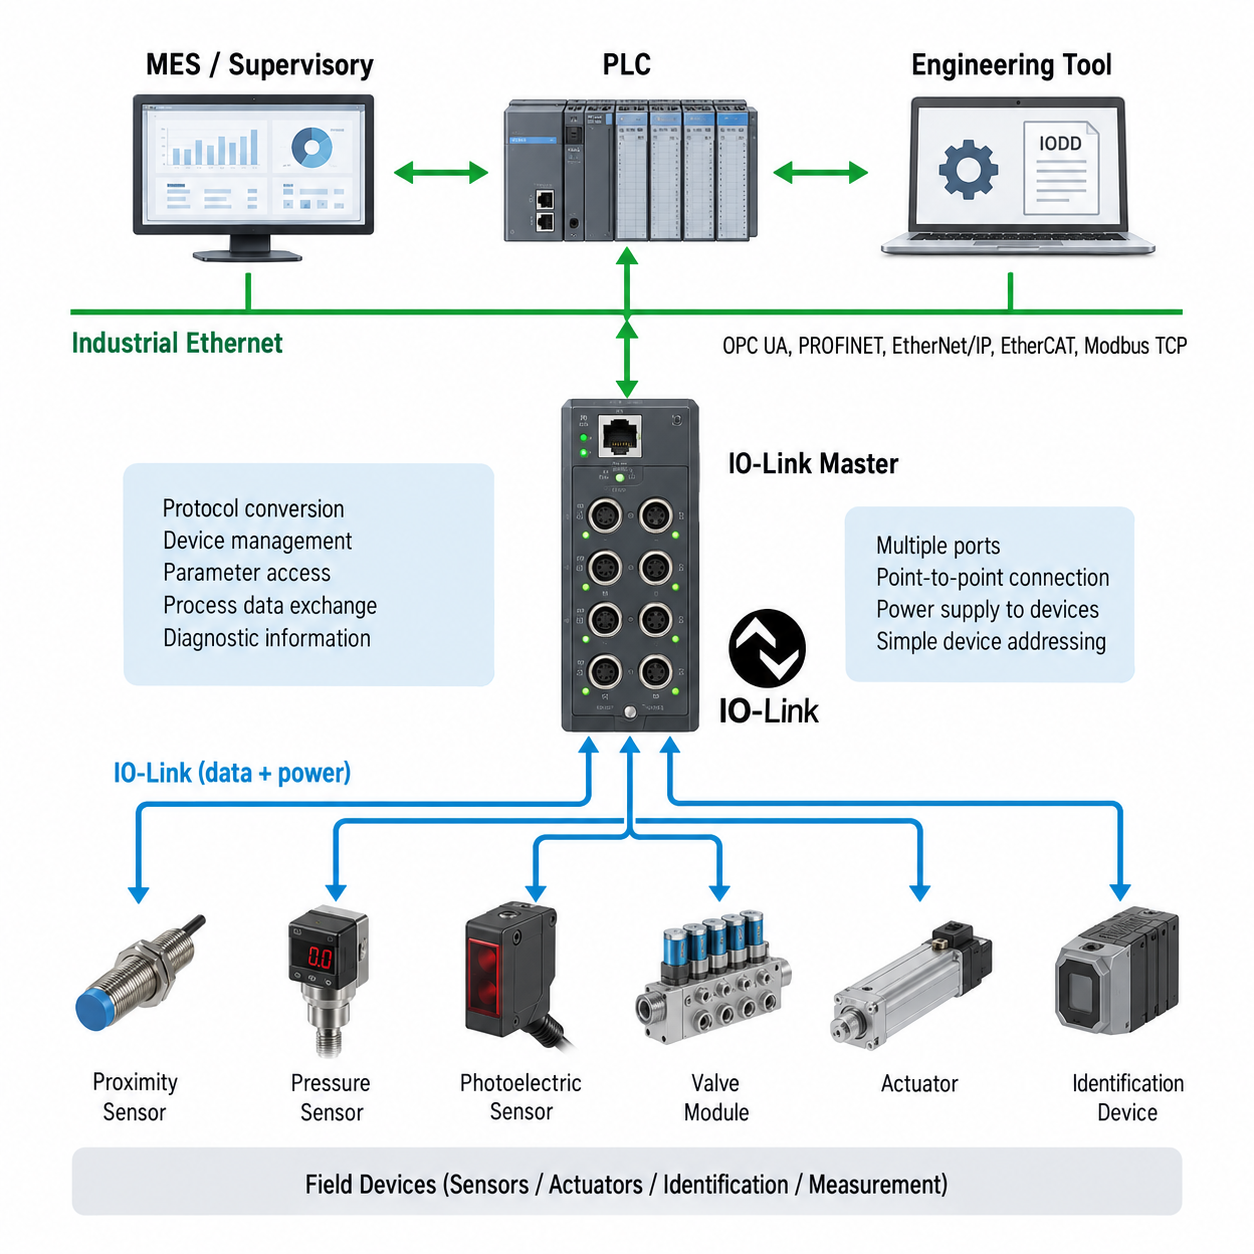 MES / Supervisory
PLC
Engineering Tool
IODD
Industrial Ethernet
OPC UA, PROFINET, EtherNet/IP, EtherCAT, Modbus TCP
IO-Link Master
Protocol conversion
Device management
Parameter access
Process data exchange
Diagnostic information
Multiple ports
Point-to-point connection
Power supply to devices
Simple device addressing
IO-Link
IO-Link (data + power)
0.0
Proximity
Sensor
Pressure
Sensor
Photoelectric
Sensor
Valve
Module
Actuator
Identification
Device
Field Devices (Sensors / Actuators / Identification / Measurement)